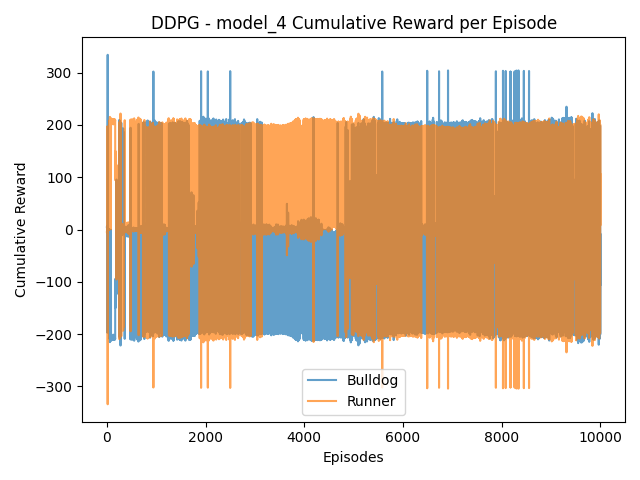 DDPG - model_4 Cumulative Reward per Episode
Cumulative Reward
300
200
100
0
−100
−200
−300
Bulldog
Runner
0
2000
4000
6000
8000
10000
Episodes